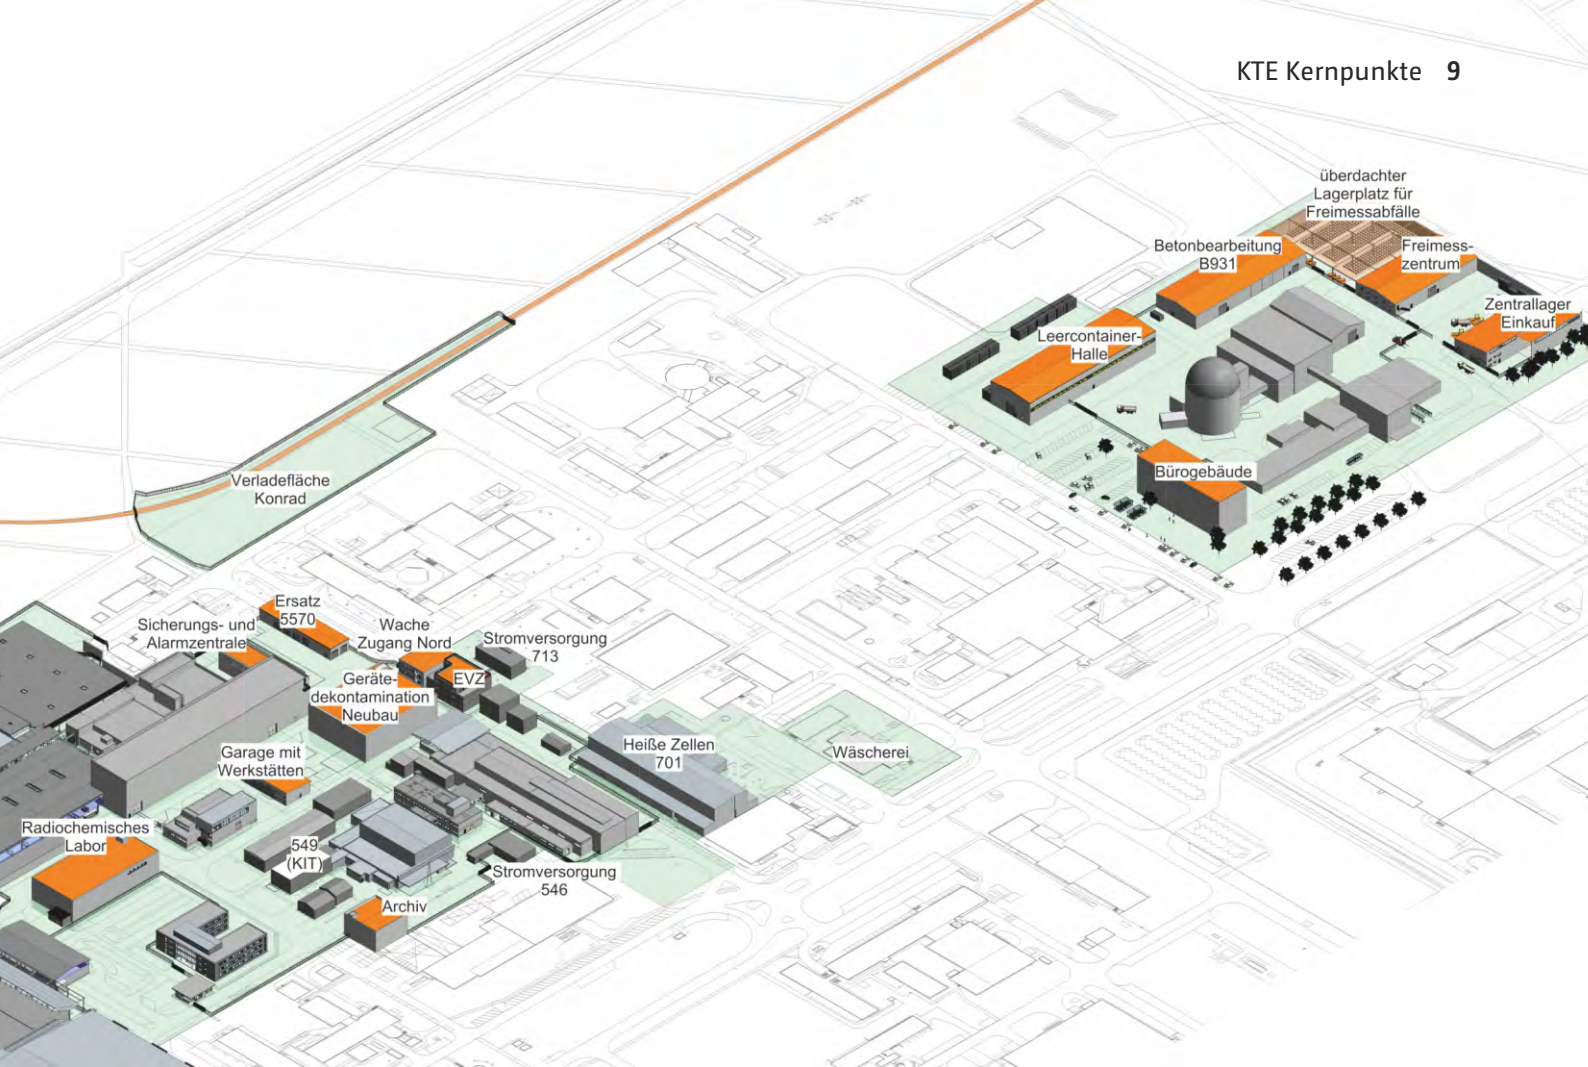 KTE Kernpunkte 9
überdachter
Lagerplatz für
Freimessabfälle
Betonbearbeitung
B931
Freimess-
zentrum
Zentrallager
Einkauf
Leercontainer-
Halle
Bürogebäude
Verladefläche
Konrad
Ersatz
5570
Sicherungs- und
Alarmzentrale
Wache
Zugang Nord
Stromversorgung
713
EVZ
Geräte-
dekontamination
Neubau
Heiße Zellen
701
Wäscherei
Garage mit
Werkstätten
Radiochemisches
Labor
549
(KIT)
Stromversorgung
546
Archiv